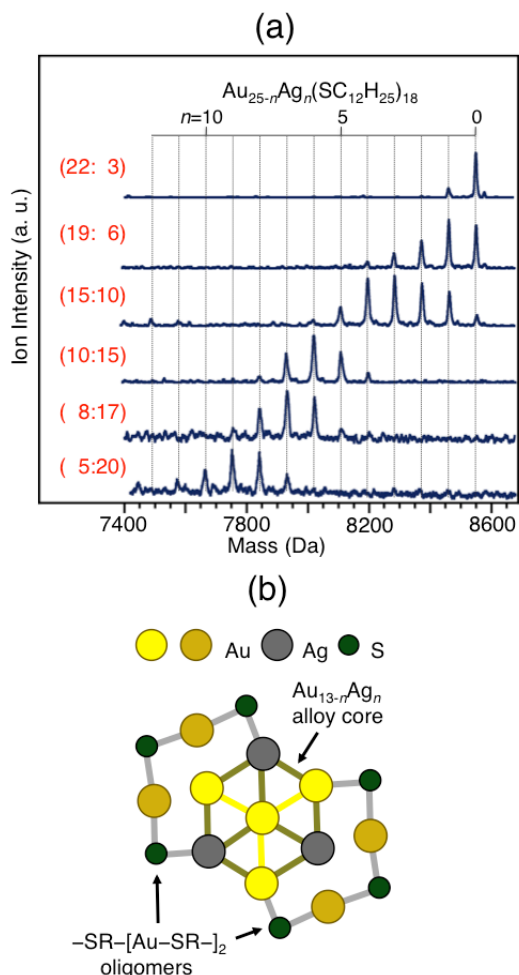 (a)
Au25-nAgn(SC12H25)18
n=10 5 0
(22: 3)
(19: 6)
(15:10)
(10:15)
( 8:17)
( 5:20)
Ion Intensity (a. u.)
7400 7800 8200 8600
Mass (Da)
(b)
Au Ag S
Au13-nAgn
alloy core
–SR–[Au–SR–]2
oligomers